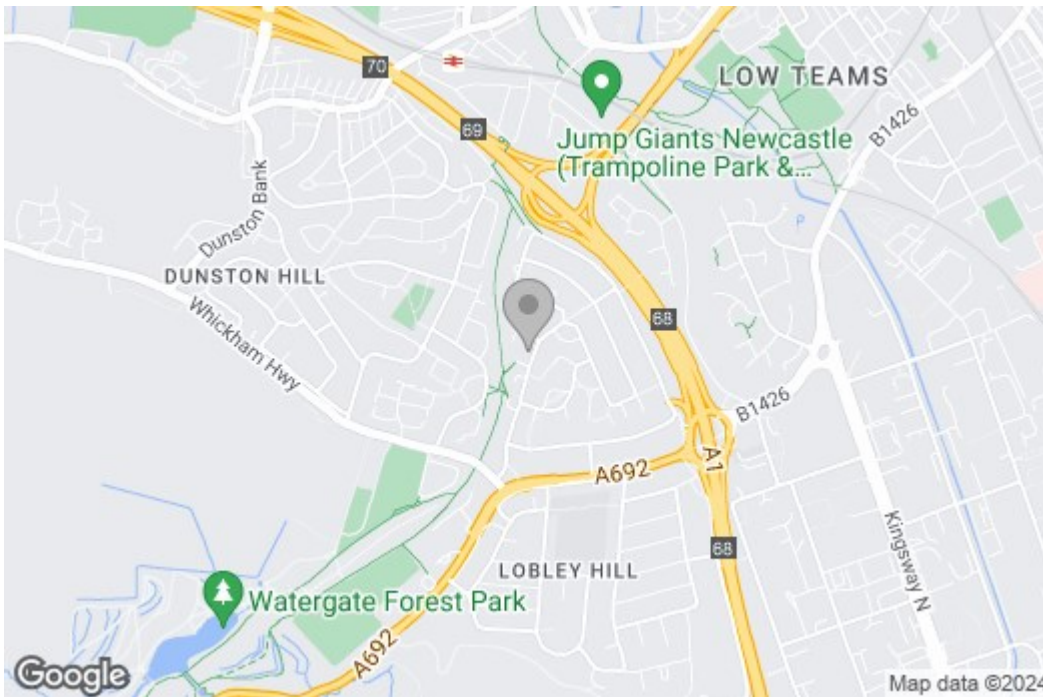 70
LOW TEAMS
69
Jump Giants Newcastle
(Trampoline Park &...
B1426
Dunston Bank
DUNSTON HILL
Whickham Hwy
68
B1426
A692
A1
Kingsway N
68
LOBLEY HILL
Watergate Forest Park
A692
Google
Map data ©2024